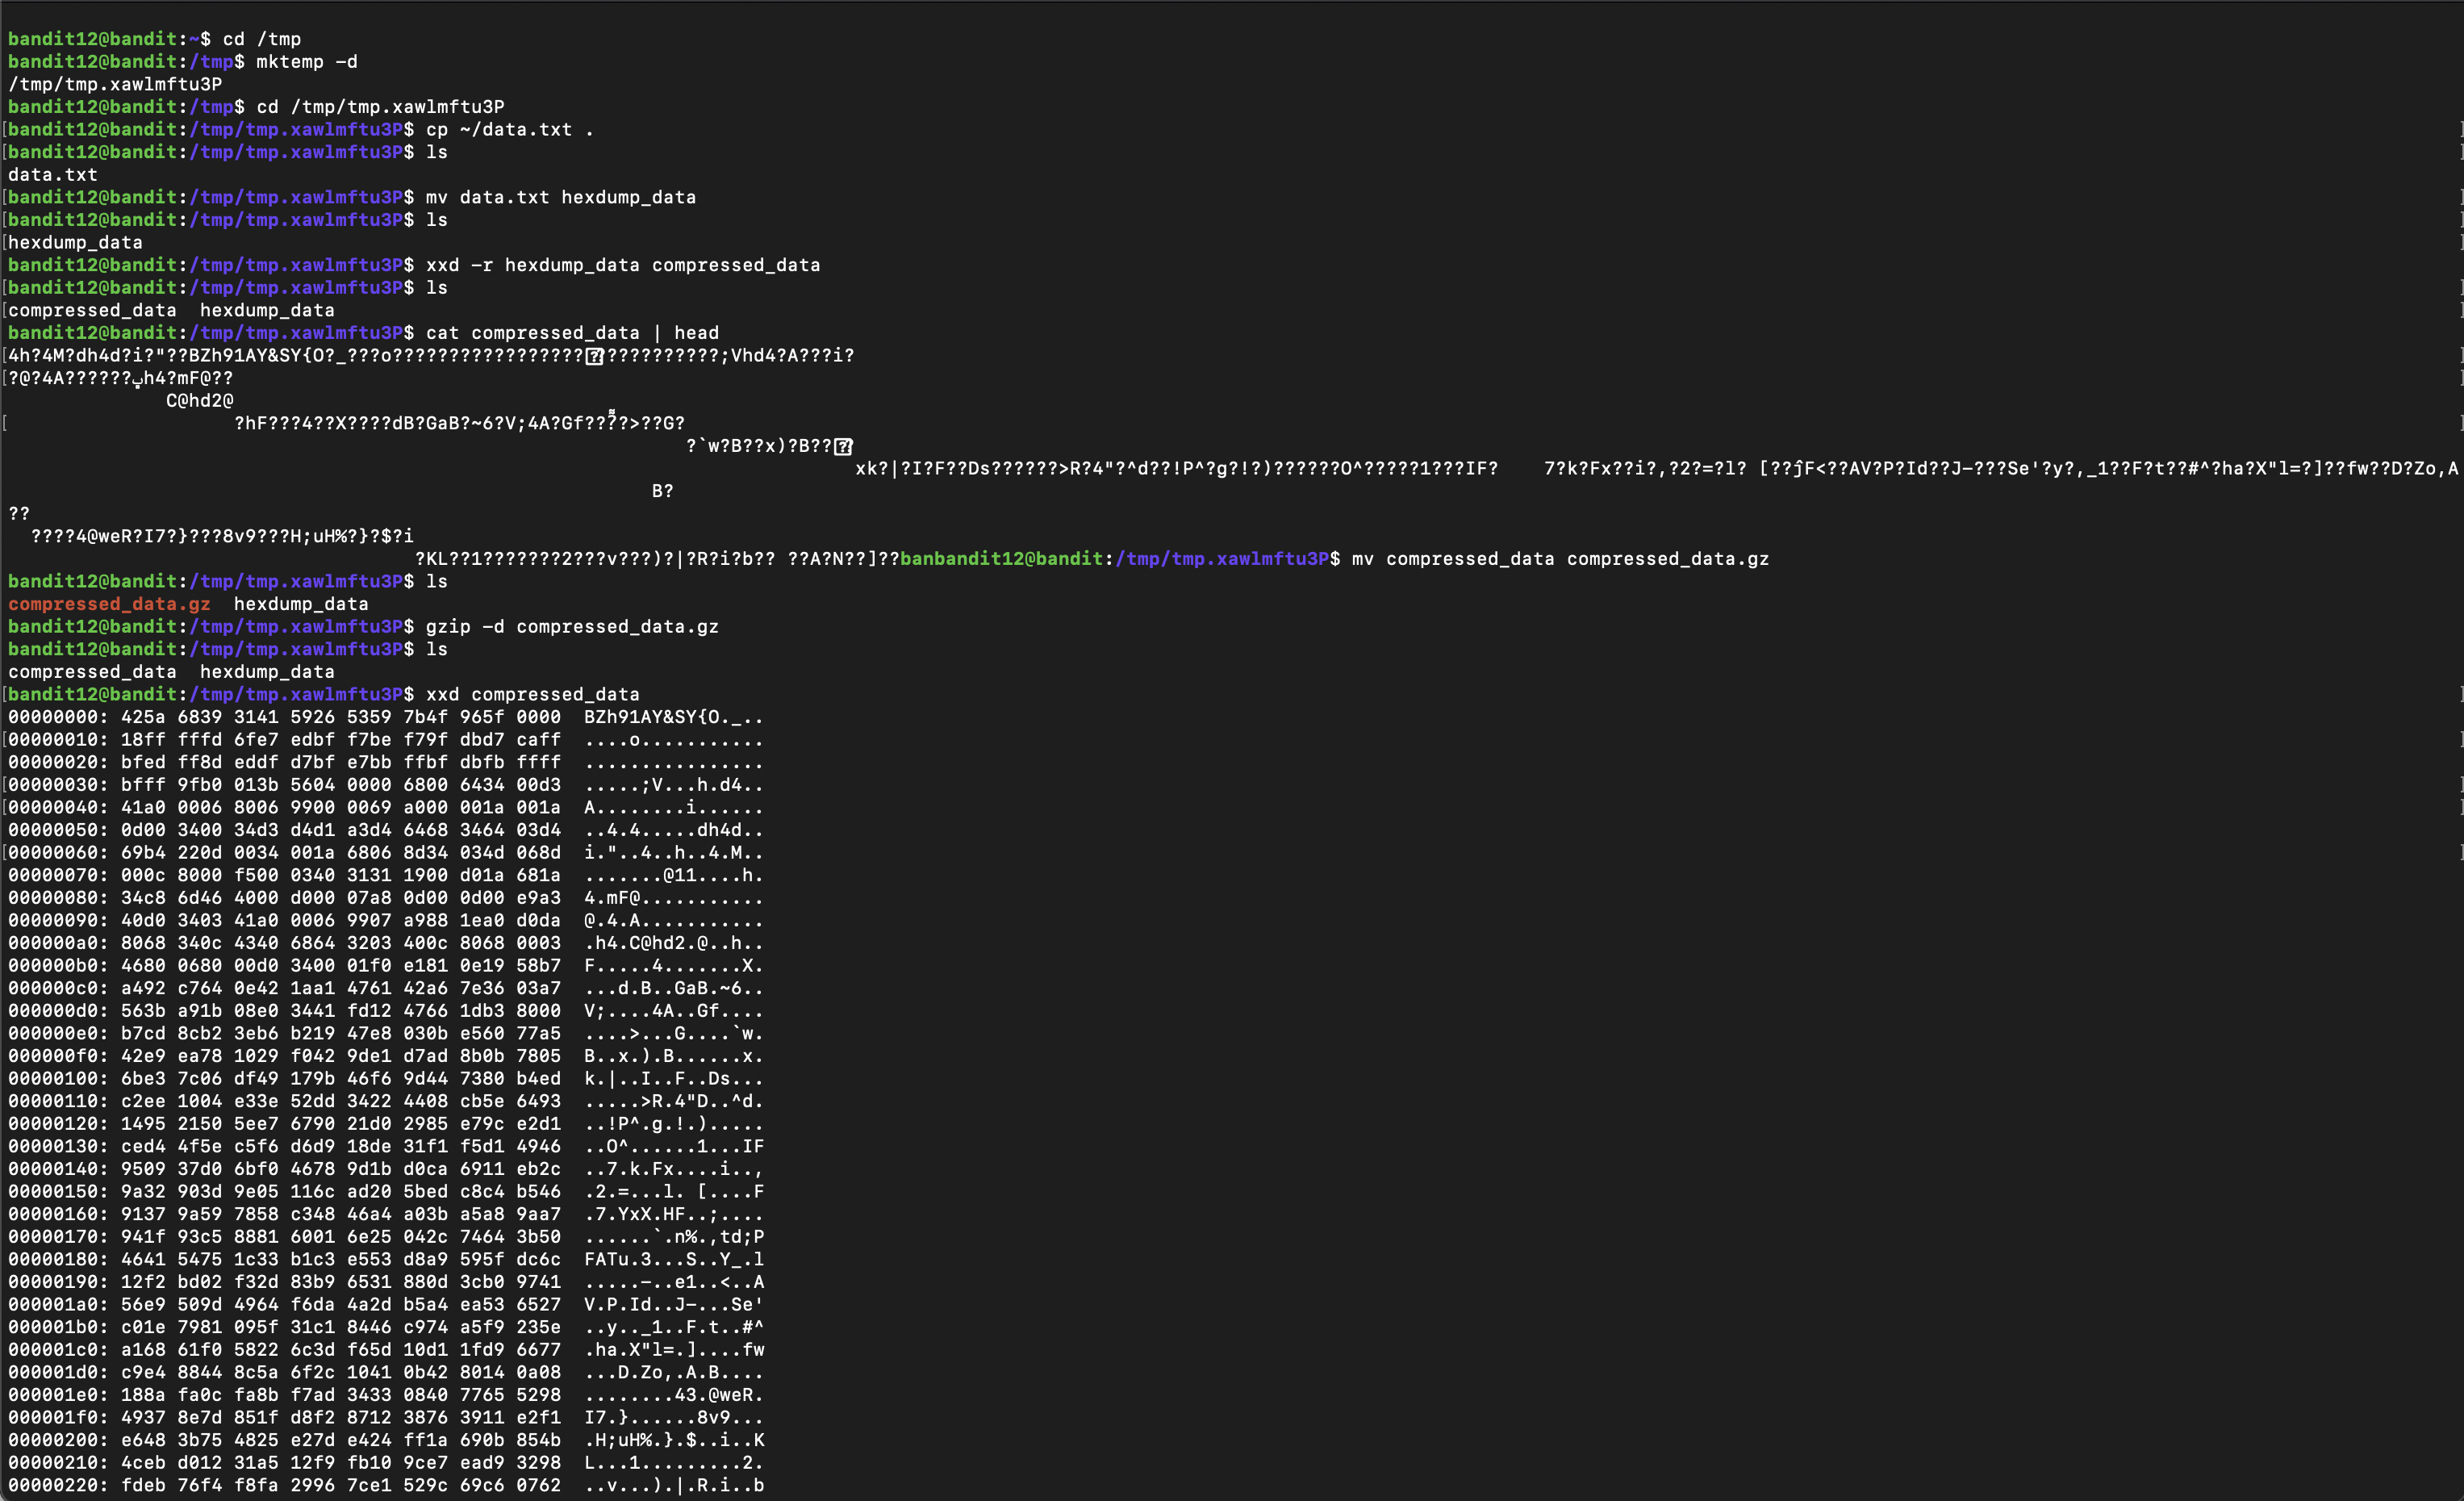 bandit12@bandit:~$ cd /tmp
bandit12@bandit:/tmp$ mktemp -d
/tmp/tmp.xawlmftu3P
bandit12@bandit:/tmp$ cd /tmp/tmp.xawlmftu3P
[bandit12@bandit:/tmp/tmp.xawlmftu3P$ cp ~/data.txt . ]
[bandit12@bandit:/tmp/tmp.xawlmftu3P$ ls ]
data.txt
[bandit12@bandit:/tmp/tmp.xawlmftu3P$ mv data.txt hexdump_data ]
[bandit12@bandit:/tmp/tmp.xawlmftu3P$ ls ]
[hexdump_data ]
bandit12@bandit:/tmp/tmp.xawlmftu3P$ xxd -r hexdump_data compressed_data
[bandit12@bandit:/tmp/tmp.xawlmftu3P$ ls ]
[compressed_data  hexdump_data ]
bandit12@bandit:/tmp/tmp.xawlmftu3P$ cat compressed_data | head
[4h?4M?dh4d?i?"??BZh91AY&SY{O?_???o????????????????? ??????????;Vhd4?A???i? ]
[?@?4A?????? h4?mF@?? ]
C@hd2@
[ ?hF???4??X????dB?GaB?~6?V;4A?Gf?? ?>??G? ]
?`w?B??x)?B??
xk?|?I?F??Ds??????>R?4"?^d??!P^?g?!?)??????O^?????1???IF? 7?k?Fx??i?,?2?=?l? [??ĵF<??AV?P?Id??J-???Se'?y?,_1??F?t??#^?ha?X"l=?]??fw??D?Zo,A
B?
??
????4@weR?I7?}???8v9???H;uH%?}?$?i
?KL??1???????2???v???)?|?R?i?b?? ??A?N??]??banbandit12@bandit:/tmp/tmp.xawlmftu3P$ mv compressed_data compressed_data.gz
bandit12@bandit:/tmp/tmp.xawlmftu3P$ ls
compressed_data.gz  hexdump_data
bandit12@bandit:/tmp/tmp.xawlmftu3P$ gzip -d compressed_data.gz
bandit12@bandit:/tmp/tmp.xawlmftu3P$ ls
compressed_data  hexdump_data
[bandit12@bandit:/tmp/tmp.xawlmftu3P$ xxd compressed_data ]
00000000: 425a 6839 3141 5926 5359 7b4f 965f 0000  BZh91AY&SY{O._..
[00000010: 18ff fffd 6fe7 edbf f7be f79f dbd7 caff  ....o........... ]
00000020: bfed ff8d eddf d7bf e7bb ffbf dbfb ffff  ................
[00000030: bfff 9fb0 013b 5604 0000 6800 6434 00d3  .....;V...h.d4.. ]
[00000040: 41a0 0006 8006 9900 0069 a000 001a 001a  A........i...... ]
00000050: 0d00 3400 34d3 d4d1 a3d4 6468 3464 03d4  ..4.4.....dh4d..
[00000060: 69b4 220d 0034 001a 6806 8d34 034d 068d  i."..4..h..4.M.. ]
00000070: 000c 8000 f500 0340 3131 1900 d01a 681a  .......@11....h.
00000080: 34c8 6d46 4000 d000 07a8 0d00 0d00 e9a3  4.mF@...........
00000090: 40d0 3403 41a0 0006 9907 a988 1ea0 d0da  @.4.A...........
000000a0: 8068 340c 4340 6864 3203 400c 8068 0003  .h4.C@hd2.@..h..
000000b0: 4680 0680 00d0 3400 01f0 e181 0e19 58b7  F.....4.......X.
000000c0: a492 c764 0e42 1aa1 4761 42a6 7e36 03a7  ...d.B..GaB.~6..
000000d0: 563b a91b 08e0 3441 fd12 4766 1db3 8000  V;....4A..Gf....
000000e0: b7cd 8cb2 3eb6 b219 47e8 030b e560 77a5  ....>...G....`w.
000000f0: 42e9 ea78 1029 f042 9de1 d7ad 8b0b 7805  B..x.).B......x.
00000100: 6be3 7c06 df49 179b 46f6 9d44 7380 b4ed  k.|..I..F..Ds...
00000110: c2ee 1004 e33e 52dd 3422 4408 cb5e 6493  .....>R.4"D..^d.
00000120: 1495 2150 5ee7 6790 21d0 2985 e79c e2d1  ..!P^.g.!.).....
00000130: ced4 4f5e c5f6 d6d9 18de 31f1 f5d1 4946  ..O^......1...IF
00000140: 9509 37d0 6bf0 4678 9d1b d0ca 6911 eb2c  ..7.k.Fx....i..,
00000150: 9a32 903d 9e05 116c ad20 5bed c8c4 b546  .2.=...l. [....F
00000160: 9137 9a59 7858 c348 46a4 a03b a5a8 9aa7  .7.YxX.HF..;....
00000170: 941f 93c5 8881 6001 6e25 042c 7464 3b50  ......`.n%.,td;P
00000180: 4641 5475 1c33 b1c3 e553 d8a9 595f dc6c  FATu.3...S..Y_.l
00000190: 12f2 bd02 f32d 83b9 6531 880d 3cb0 9741  .....-..e1..<..A
000001a0: 56e9 509d 4964 f6da 4a2d b5a4 ea53 6527  V.P.Id..J-...Se'
000001b0: c01e 7981 095f 31c1 8446 c974 a5f9 235e  ..y.._1..F.t..#^
000001c0: a168 61f0 5822 6c3d f65d 10d1 1fd9 6677  .ha.X"l=.]....fw
000001d0: c9e4 8844 8c5a 6f2c 1041 0b42 8014 0a08  ...D.Zo,.A.B....
000001e0: 188a fa0c fa8b f7ad 3433 0840 7765 5298  ........43.@weR.
000001f0: 4937 8e7d 851f d8f2 8712 3876 3911 e2f1  I7.}......8v9...
00000200: e648 3b75 4825 e27d e424 ff1a 690b 854b  .H;uH%.}.$..i..K
00000210: 4ceb d012 31a5 12f9 fb10 9ce7 ead9 3298  L...1.........2.
00000220: fdeb 76f4 f8fa 2996 7ce1 529c 69c6 0762  ..v...).|.R.i..b